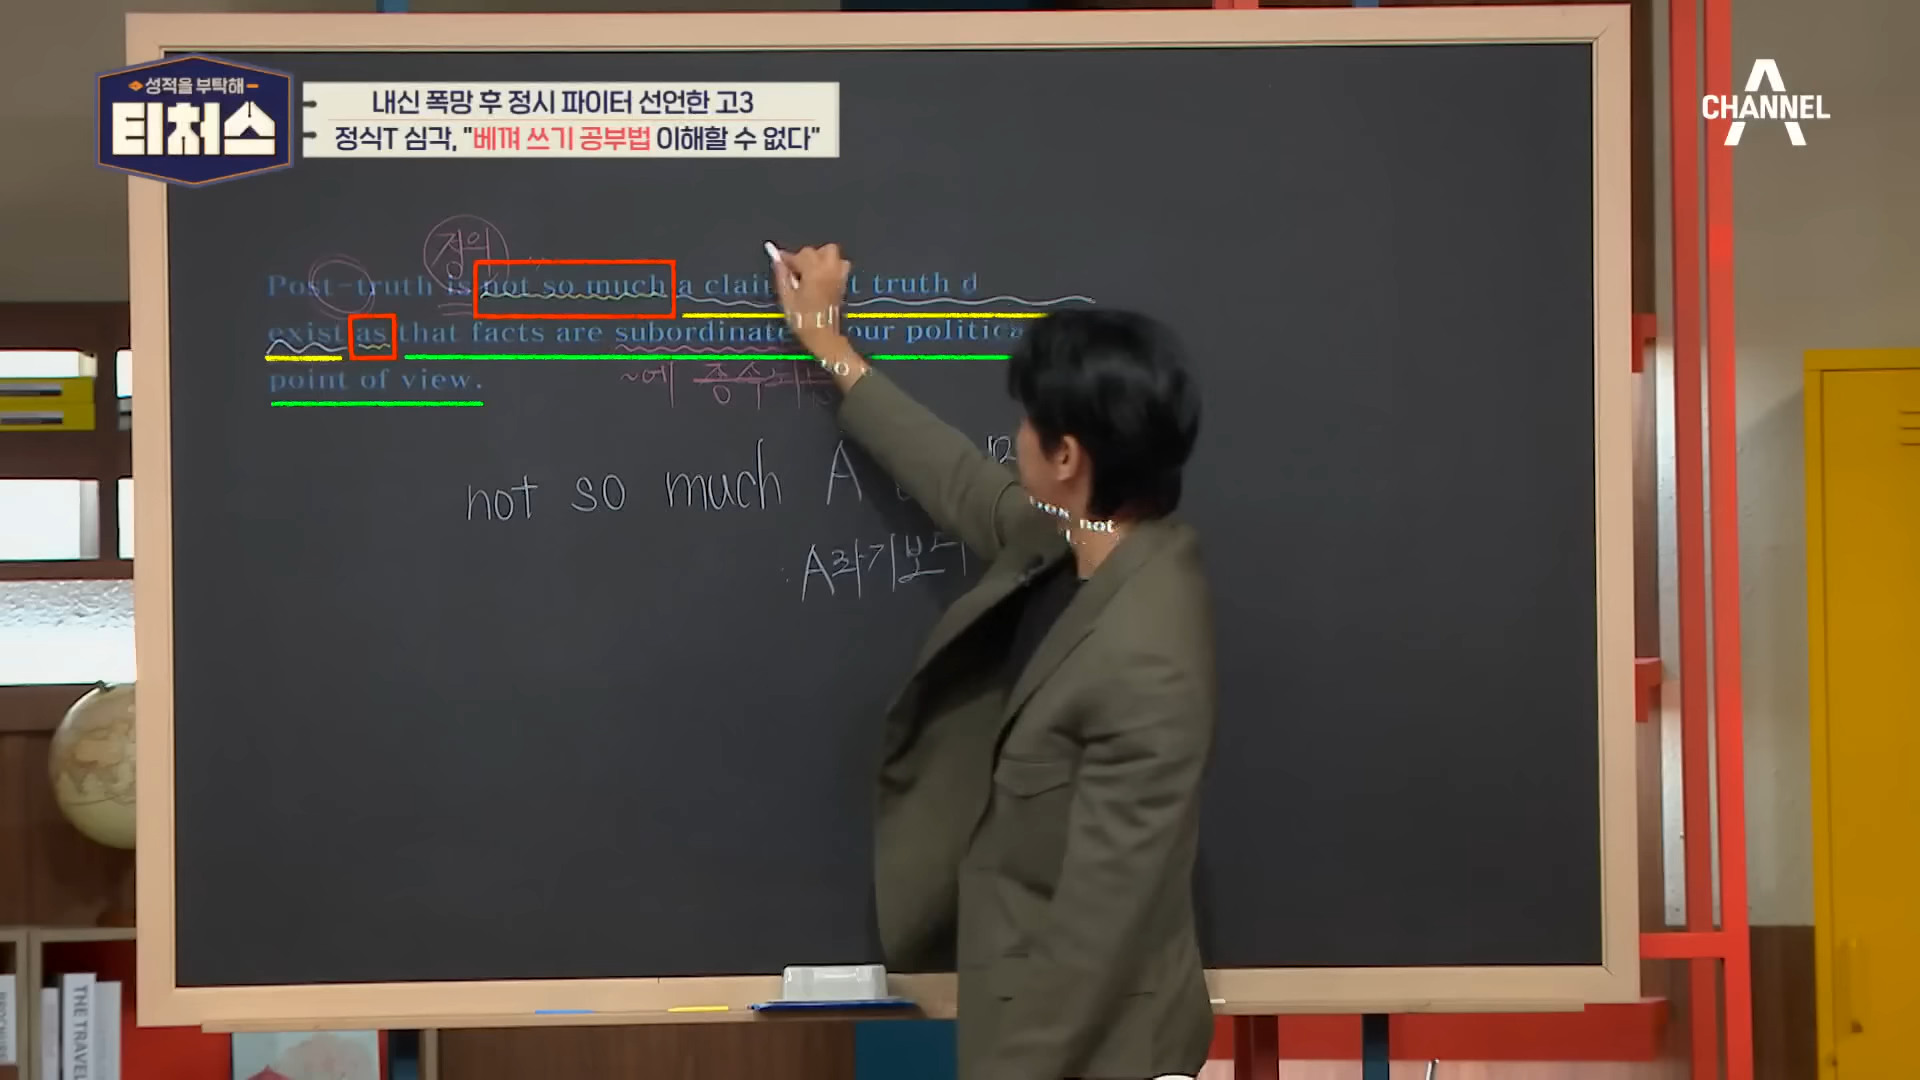 성적을 부탁해
티처스
내신 폭망 후 정시 파이터 선언한 고3
정식T 심각, "베껴 쓰기 공부법 이해할 수 없다"
CHANNEL A
정의
Post-truth is not so much a claim truth d
exist as that facts are subordinate our politica
point of view.
~에 종속되는
not so much A
A라기보다
THE TRAVEL